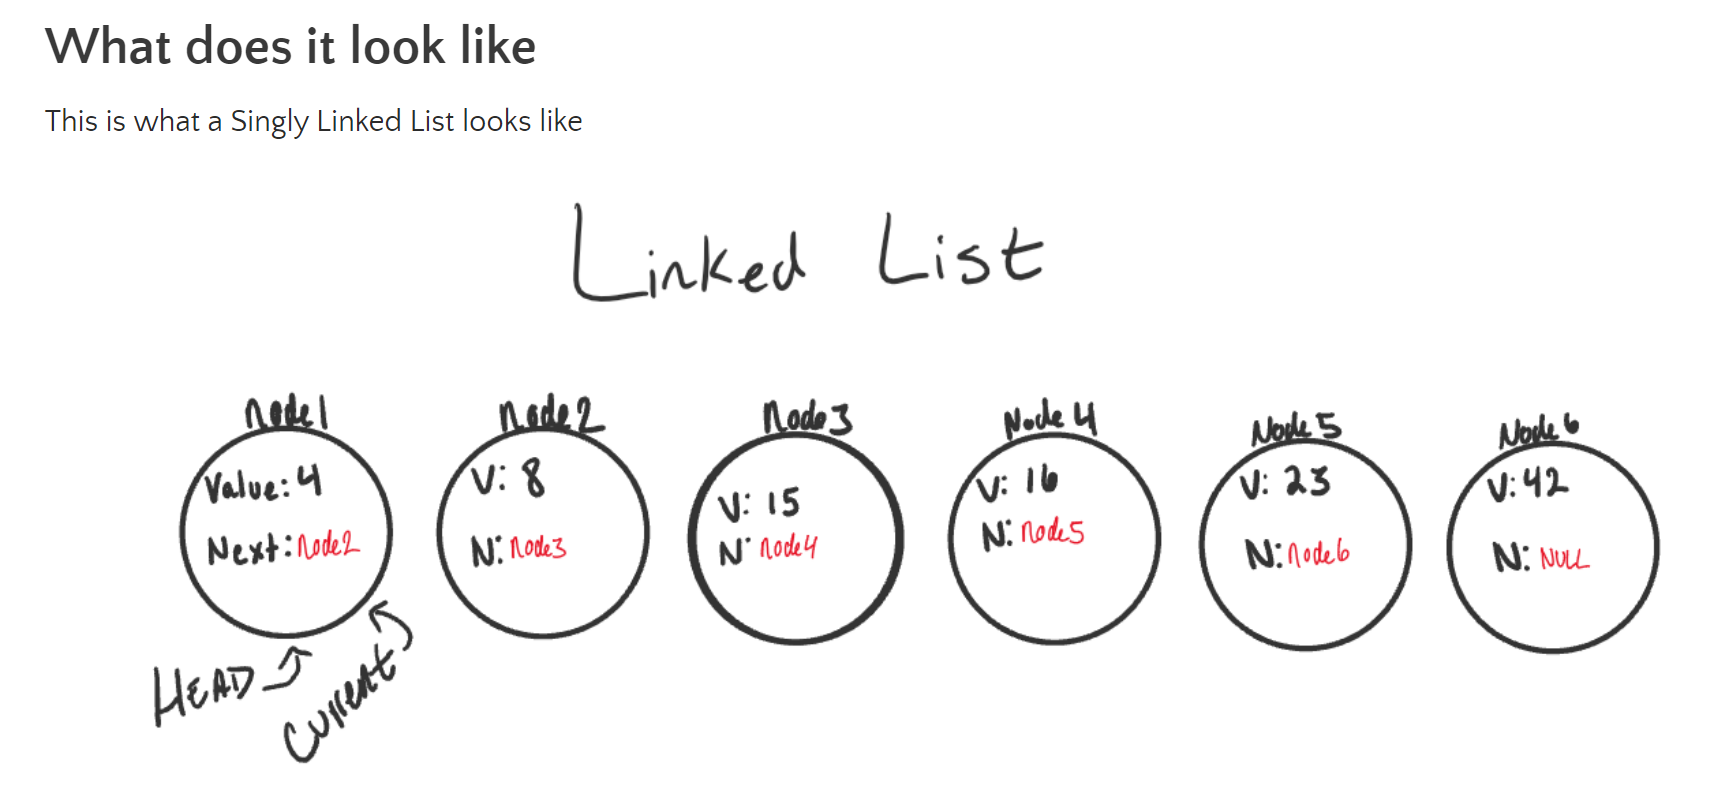 What does it look like
This is what a Singly Linked List looks like
Linked List
Node1
Value: 4
Next: Node2
Node2
V: 8
N: Node3
Node3
V: 15
N: Node4
Node 4
V: 16
N: Node5
Node 5
V: 23
N: Node6
Node 6
V: 42
N: NULL
HEAD
Current